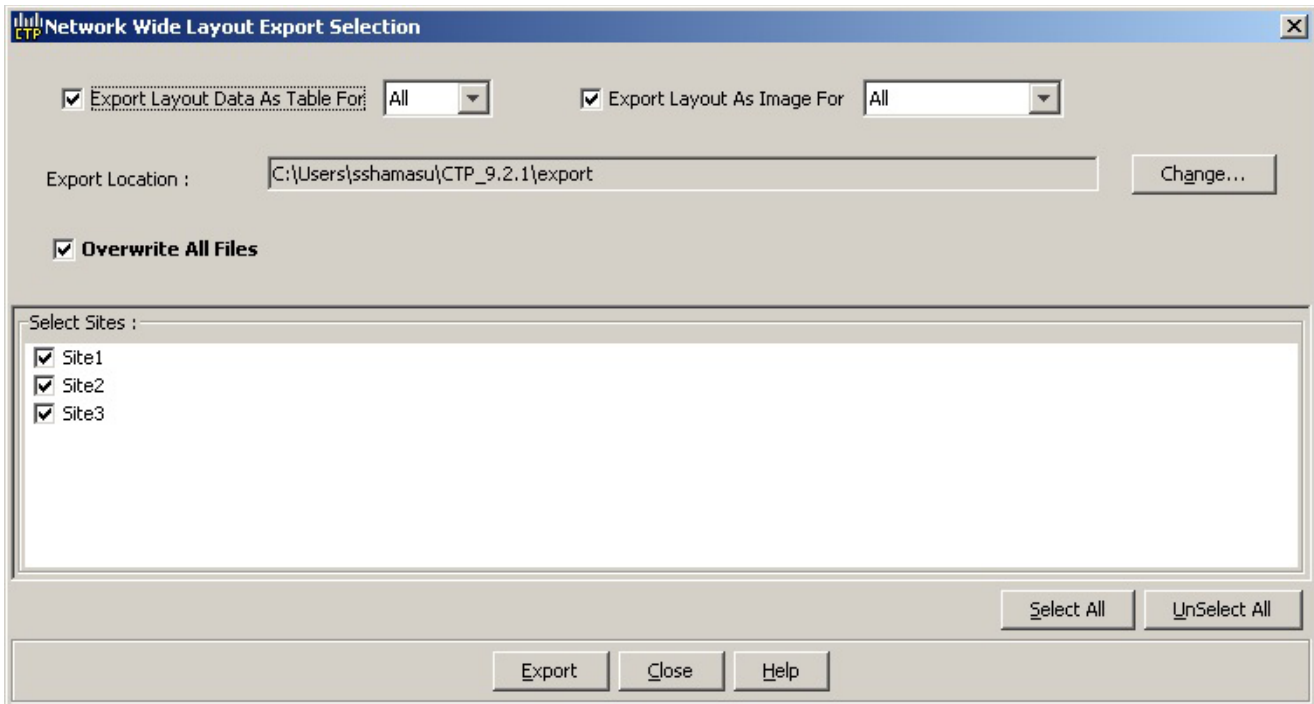 CTP Network Wide Layout Export Selection
Export Layout Data As Table For All Export Layout As Image For All
Export Location : C:\Users\sshamasu\CTP_9.2.1\export Change...
Overwrite All Files
Select Sites :
Site1
Site2
Site3
Select All UnSelect All
Export Close Help